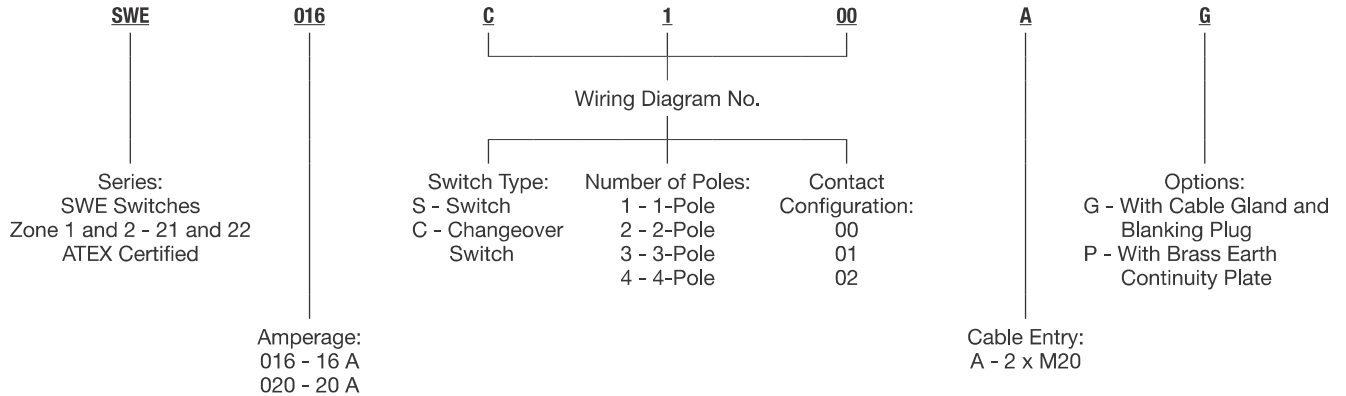 SWE 016 C 1 00 A G
Wiring Diagram No.
Series:
SWE Switches
Zone 1 and 2 - 21 and 22
ATEX Certified
Amperage:
016 - 16 A
020 - 20 A
Switch Type:
S - Switch
C - Changeover
Switch
Number of Poles:
1 - 1-Pole
2 - 2-Pole
3 - 3-Pole
4 - 4-Pole
Contact
Configuration:
00
01
02
Cable Entry:
A - 2 x M20
Options:
G - With Cable Gland and
Blanking Plug
P - With Brass Earth
Continuity Plate